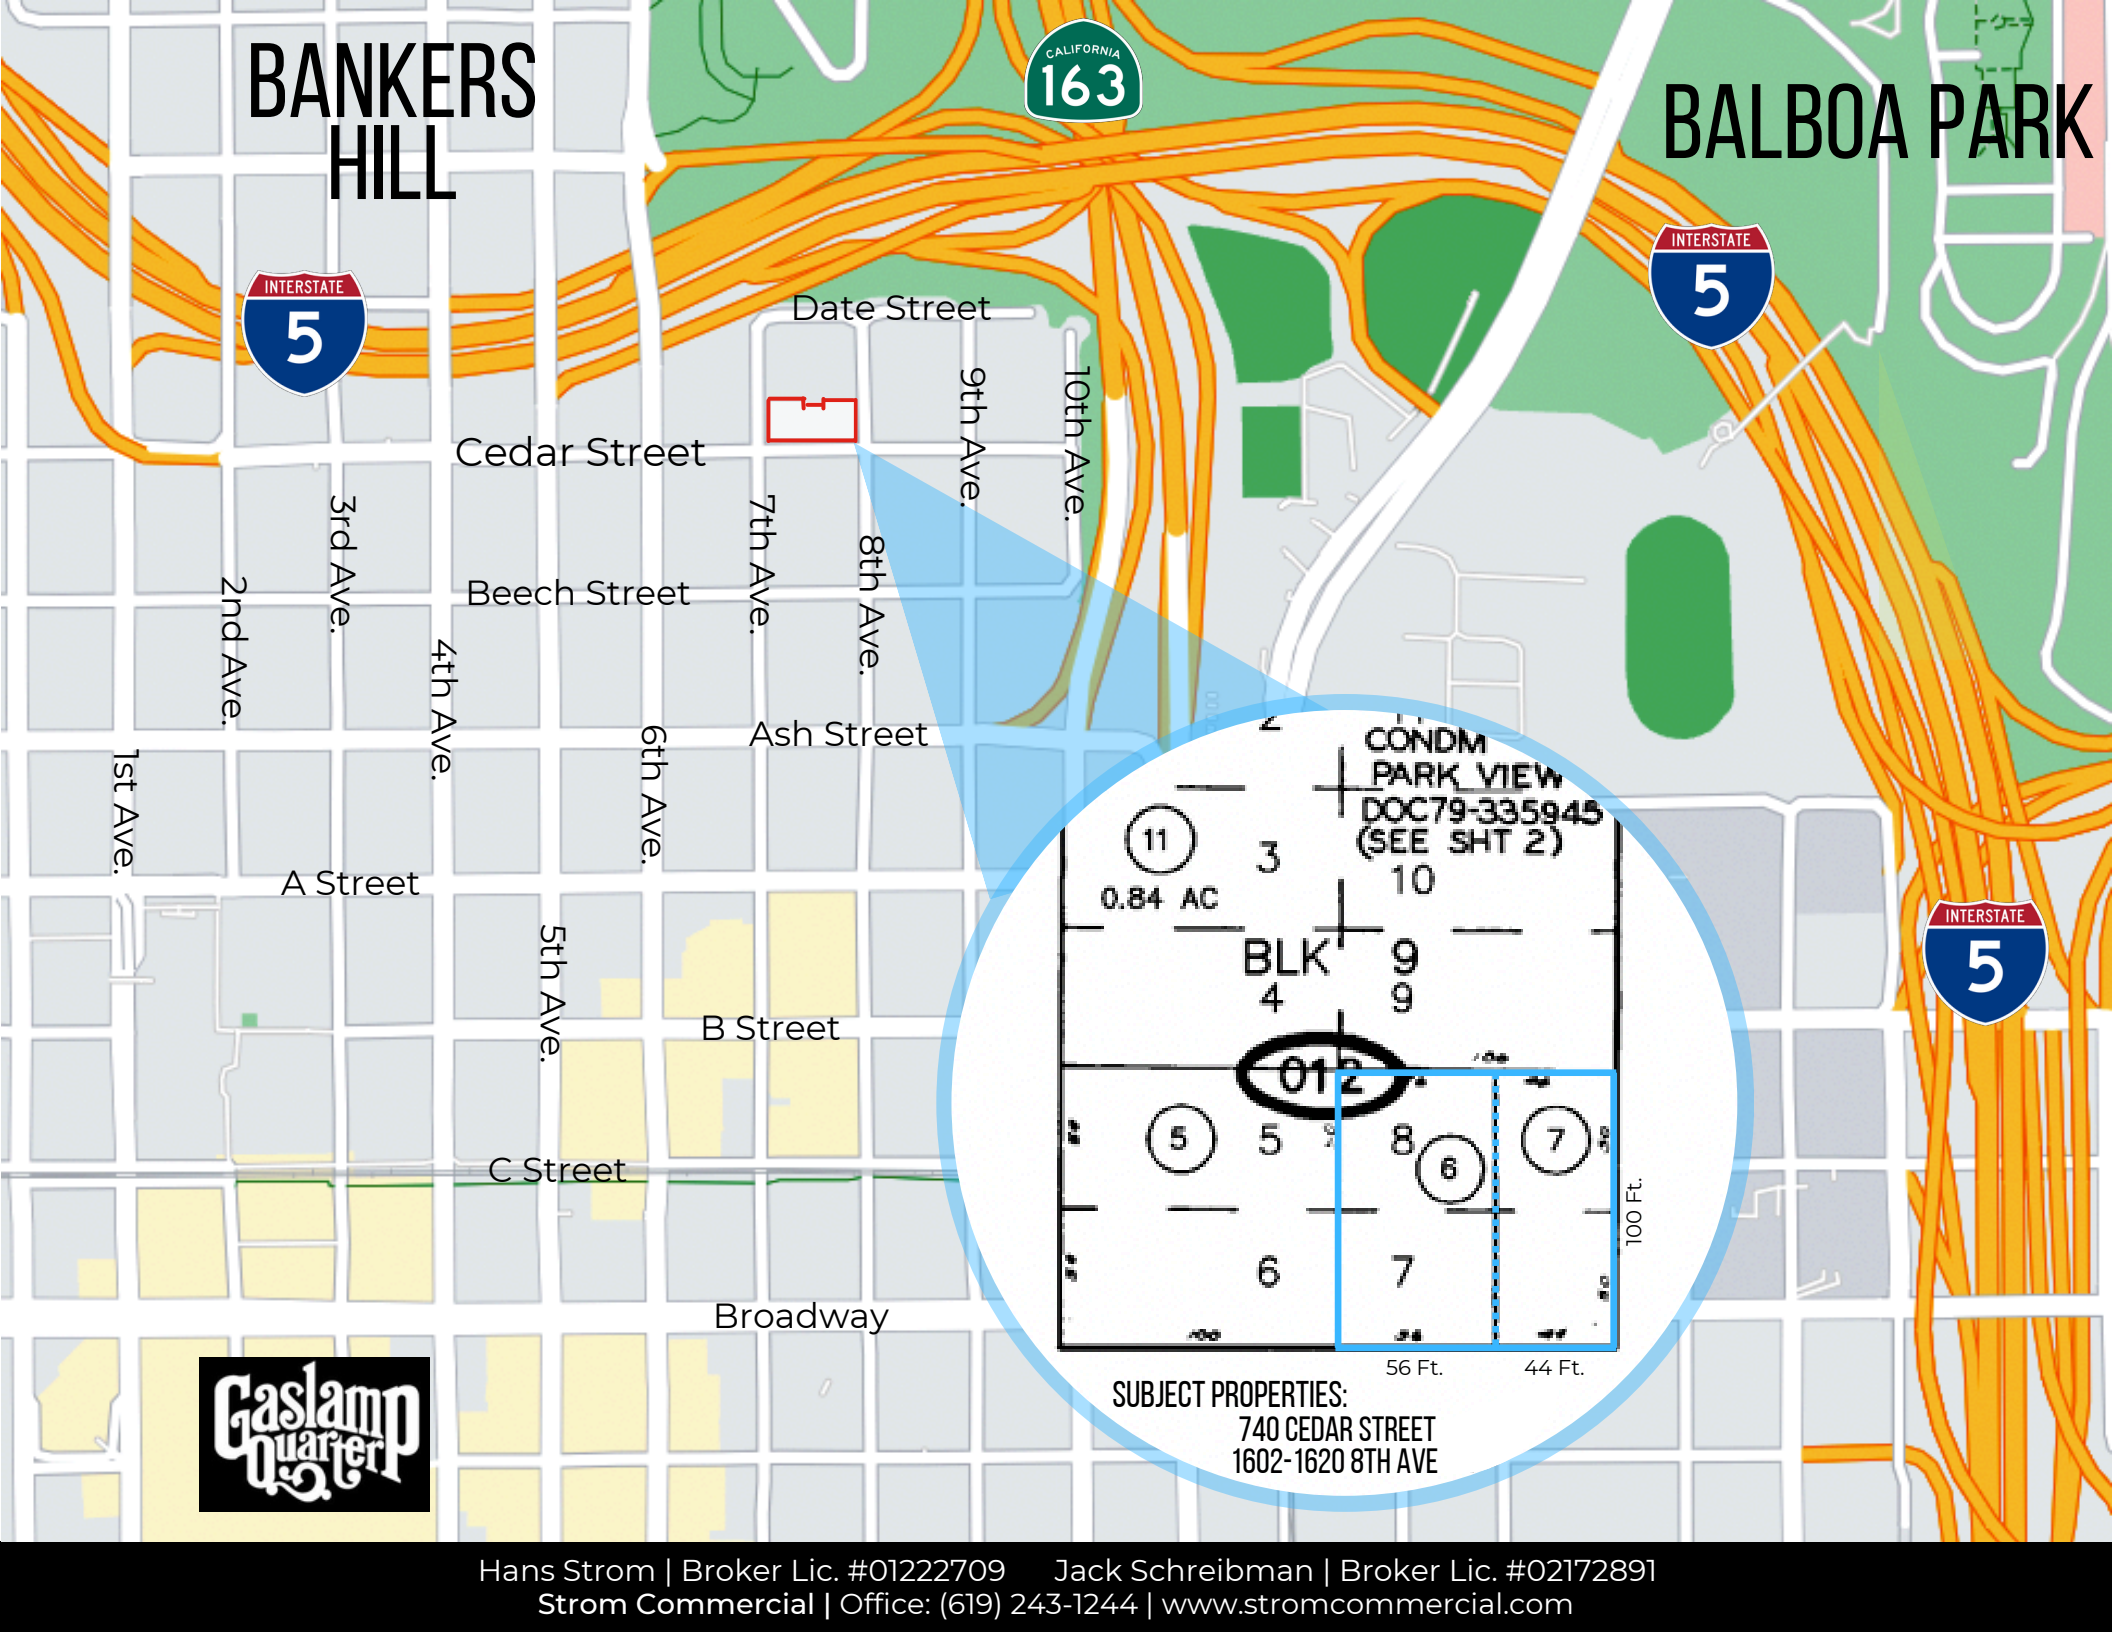 BANKERS
HILL
CALIFORNIA
163
BALBOA PARK
INTERSTATE
5
INTERSTATE
5
Date Street
9th Ave.
10th Ave.
Cedar Street
3rd Ave.
7th Ave.
8th Ave.
2nd Ave.
Beech Street
4th Ave.
1st Ave.
6th Ave.
Ash Street
A Street
5th Ave.
B Street
C Street
Broadway
INTERSTATE
5
CONDM
PARK VIEW
DOC79-335945
(SEE SHT 2)
11
3
10
0.84 AC
BLK
9
4
9
012
5
5
8
6
7
6
7
100
100 Ft.
56 Ft.
44 Ft.
SUBJECT PROPERTIES:
740 CEDAR STREET
1602-1620 8TH AVE
Gaslamp
Quarter
Hans Strom | Broker Lic. #01222709 Jack Schreibman | Broker Lic. #02172891
Strom Commercial | Office: (619) 243-1244 | www.stromcommercial.com